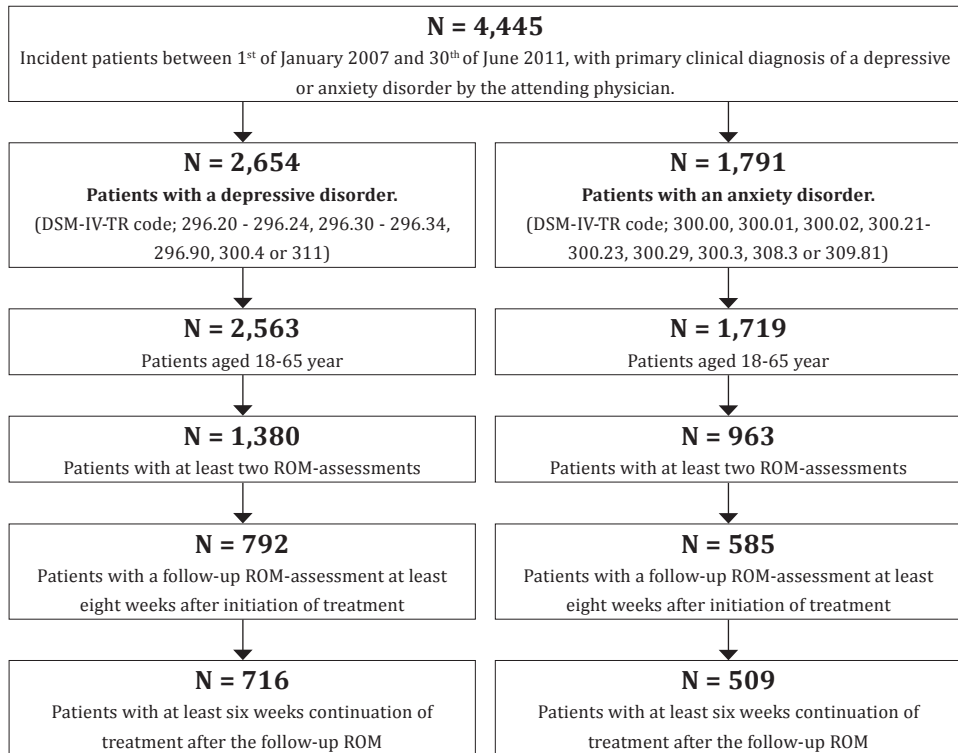 N = 4,445
Incident patients between 1st of January 2007 and 30th of June 2011, with primary clinical diagnosis of a depressive
or anxiety disorder by the attending physician.
N = 2,654
Patients with a depressive disorder.
(DSM-IV-TR code; 296.20 - 296.24, 296.30 - 296.34,
296.90, 300.4 or 311)
N = 1,791
Patients with an anxiety disorder.
(DSM-IV-TR code; 300.00, 300.01, 300.02, 300.21-
300.23, 300.29, 300.3, 308.3 or 309.81)
N = 2,563
Patients aged 18-65 year
N = 1,719
Patients aged 18-65 year
N = 1,380
Patients with at least two ROM-assessments
N = 963
Patients with at least two ROM-assessments
N = 792
Patients with a follow-up ROM-assessment at least
eight weeks after initiation of treatment
N = 585
Patients with a follow-up ROM-assessment at least
eight weeks after initiation of treatment
N = 716
Patients with at least six weeks continuation of
treatment after the follow-up ROM
N = 509
Patients with at least six weeks continuation of
treatment after the follow-up ROM